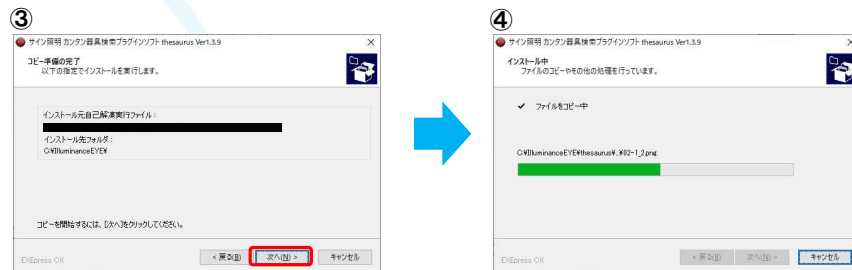 ③
サイン照明 カンタン器具検索プラグインソフト thesaurus Ver1.3.9
コピー準備の完了
以下の指定でインストールを実行します。
インストール元自己解凍実行ファイル：
インストール先フォルダ：
C:¥IlluminanceEYE¥
コピーを開始するには、[次へ]をクリックしてください。
EXEpress CX
< 戻る(B)
次へ(N) >
キャンセル
④
サイン照明 カンタン器具検索プラグインソフト thesaurus Ver1.3.9
インストール中
ファイルのコピーやその他の処理を行っています。
✓ ファイルをコピー中
C:¥IlluminanceEYE¥thesaurus¥..¥02-1_2.png
EXEpress CX
< 戻る(B)
次へ(N) >
キャンセル